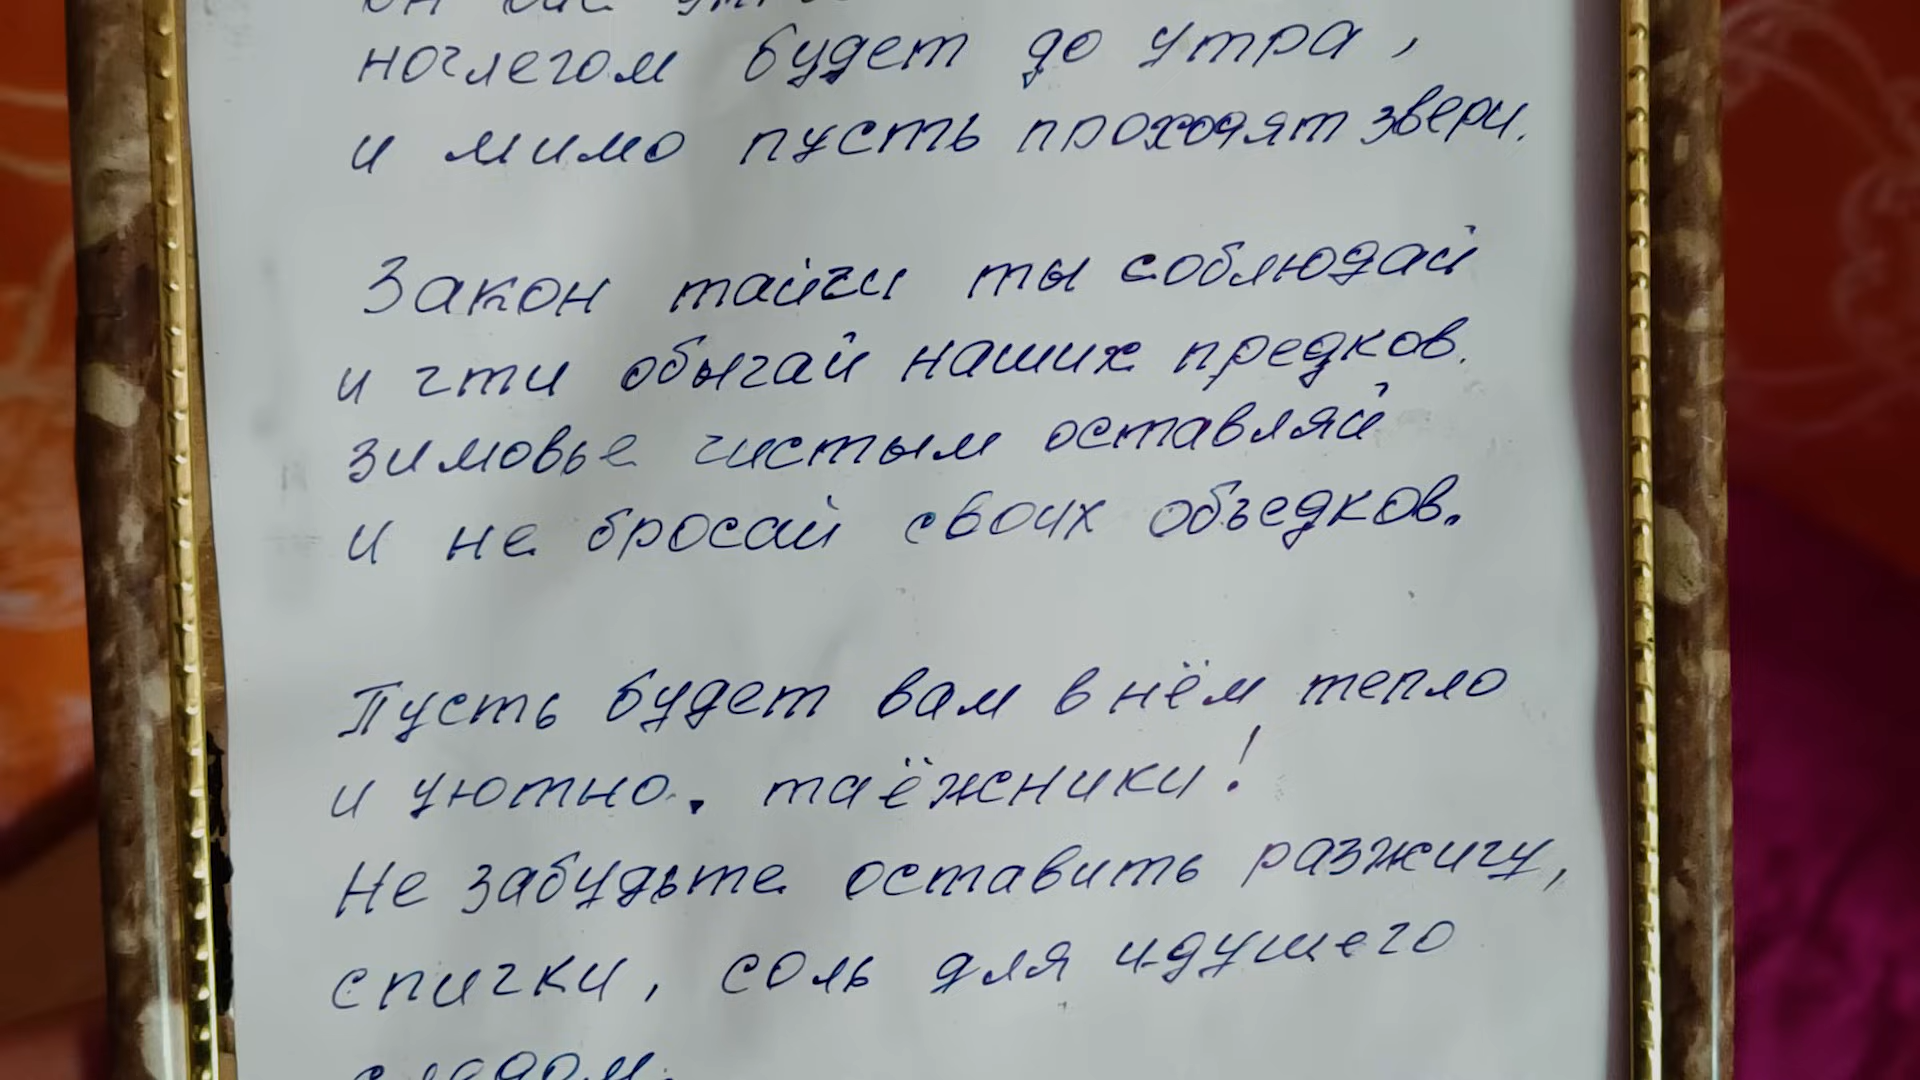 ночлегом будет до утра,
и мимо пусть проходят звери.
Закон тайги ты соблюдай
и чти обычай наших предков.
зимовье чистым оставляй
и не бросай своих объедков.
Пусть будет вам в нём тепло
и уютно. таёжники!
Не забудьте оставить разжигу,
спички, соль для идущего
следом.